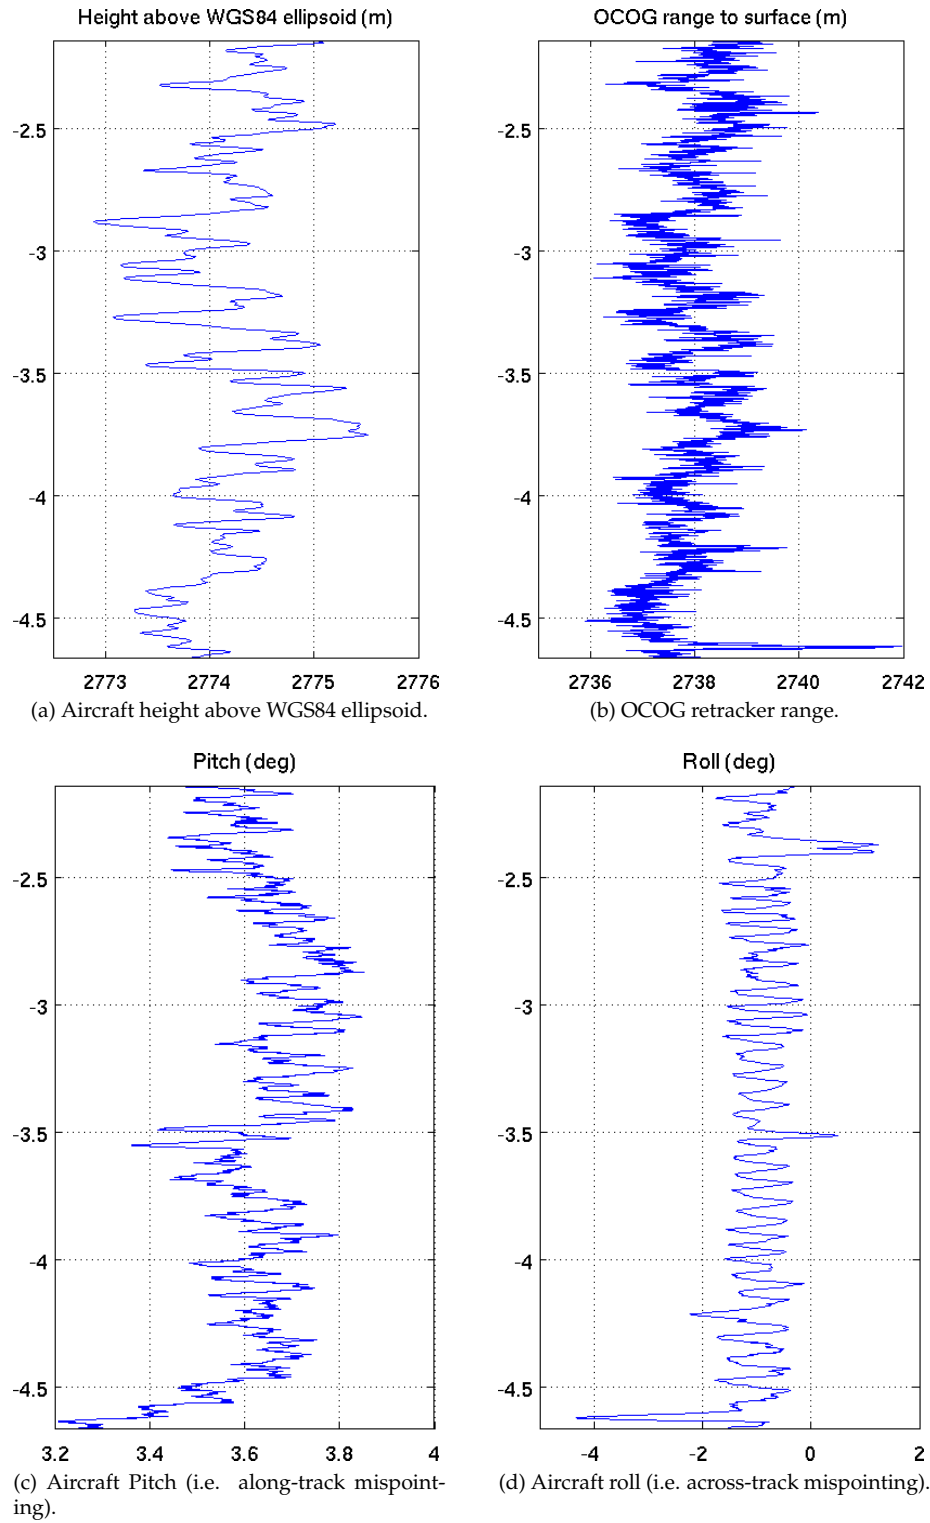 Height above WGS84 ellipsoid (m)
OCOG range to surface (m)
-2.5
-3
-3.5
-4
-4.5
2773 2774 2775 2776
-2.5
-3
-3.5
-4
-4.5
2736 2738 2740 2742
(a) Aircraft height above WGS84 ellipsoid.
(b) OCOG retracker range.
Pitch (deg)
Roll (deg)
-2.5
-3
-3.5
-4
-4.5
3.2 3.4 3.6 3.8 4
-2.5
-3
-3.5
-4
-4.5
-4 -2 0 2
(c) Aircraft Pitch (i.e. along-track mispoint-
ing).
(d) Aircraft roll (i.e. across-track mispointing).